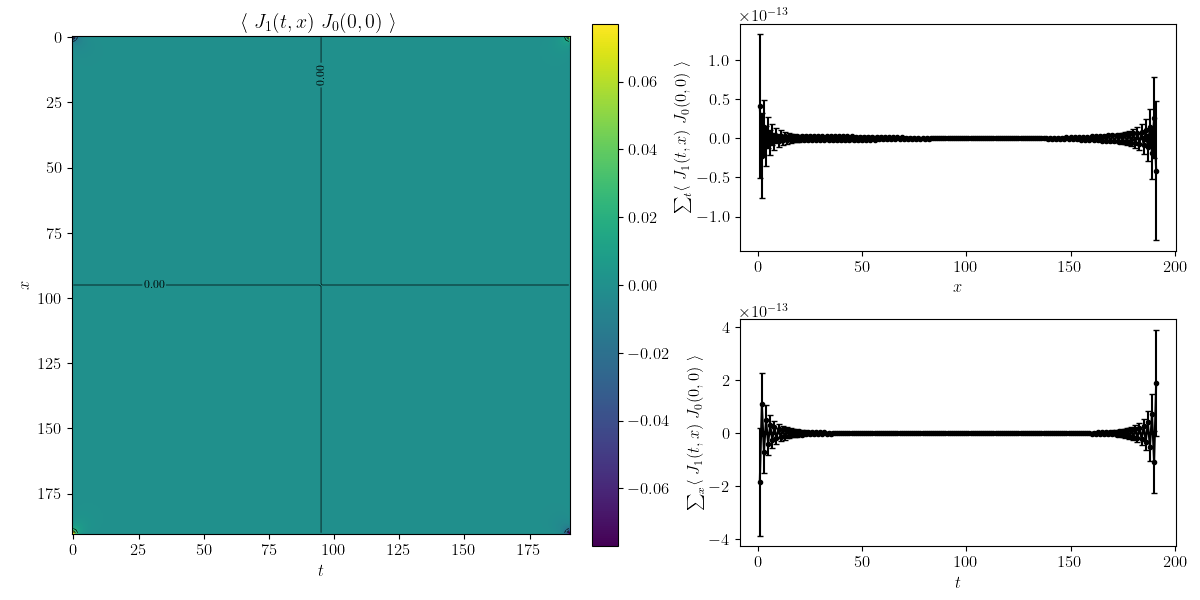 ⟨ J₁(t, x) J₀(0, 0) ⟩
0
25
50
75
100
125
150
175
x
0.00
0.00
0 25 50 75 100 125 150 175
t
0.06
0.04
0.02
0.00
−0.02
−0.04
−0.06
×10⁻¹³
1.0
0.5
0.0
−0.5
−1.0
∑ₜ⟨ J₁(t, x) J₀(0, 0) ⟩
0 50 100 150 200
x
×10⁻¹³
4
2
0
−2
−4
∑ₓ⟨ J₁(t, x) J₀(0, 0) ⟩
0 50 100 150 200
t